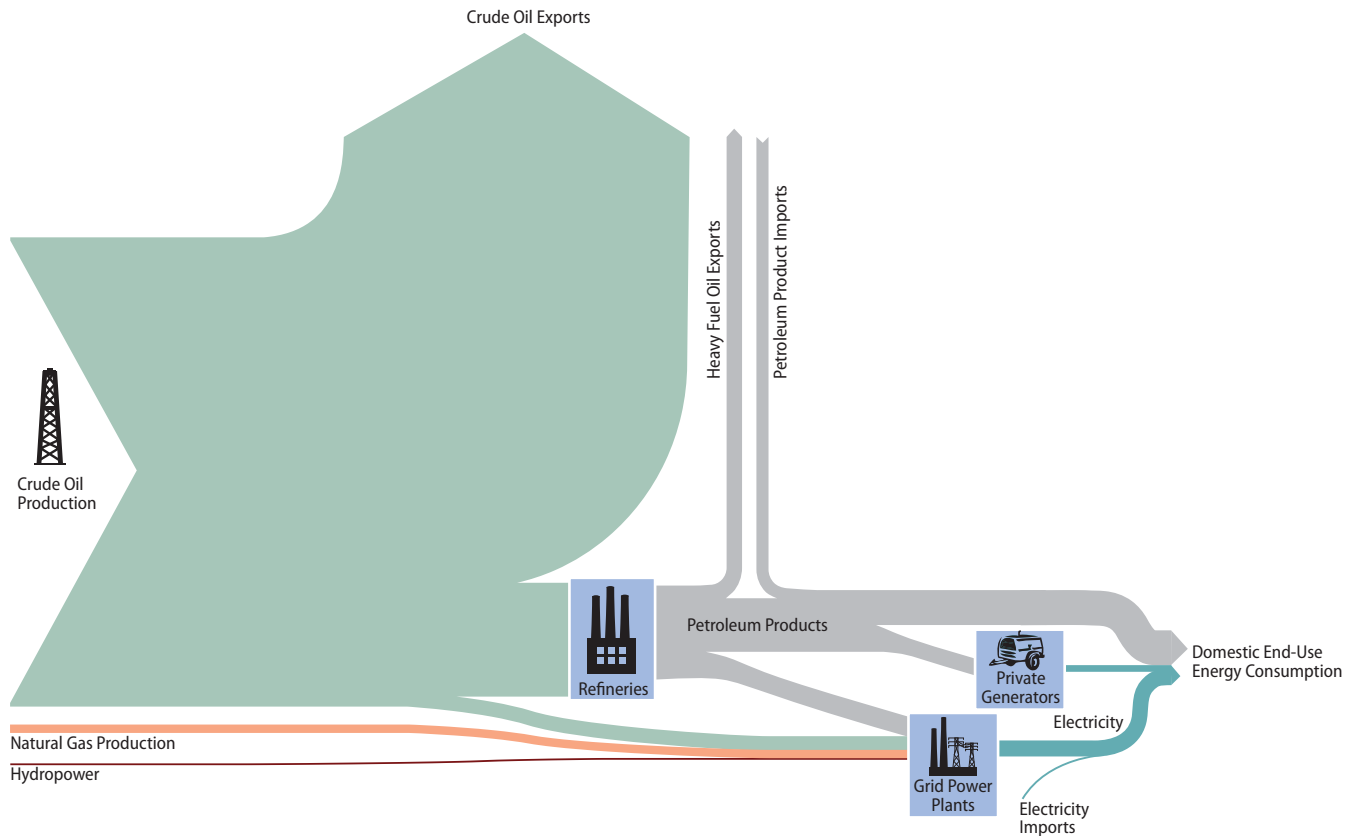 Crude Oil Exports
Heavy Fuel Oil Exports
Petroleum Product Imports
Crude Oil
Production
Petroleum Products
Refineries
Private
Generators
Domestic End-Use
Energy Consumption
Electricity
Natural Gas Production
Hydropower
Grid Power
Plants
Electricity
Imports